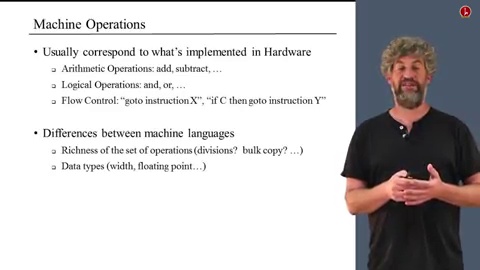 Machine Operations
• Usually correspond to what's implemented in Hardware
❑ Arithmetic Operations: add, subtract, …
❑ Logical Operations: and, or, …
❑ Flow Control: “goto instruction X”, “if C then goto instruction Y”
• Differences between machine languages
❑ Richness of the set of operations (divisions? bulk copy? …)
❑ Data types (width, floating point…)